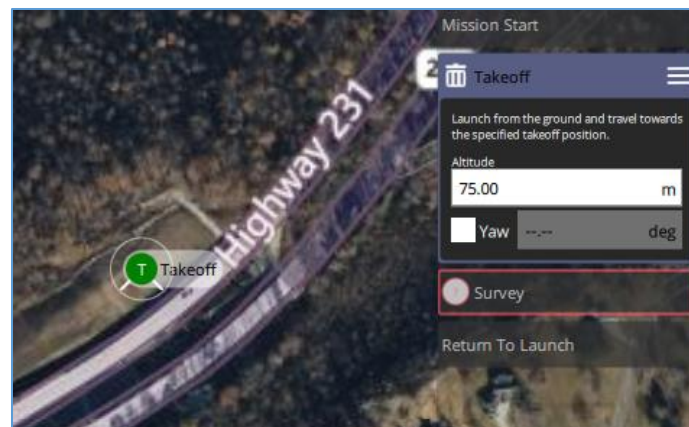 Mission Start
2
Takeoff
Launch from the ground and travel towards
the specified takeoff position.
Altitude
75.00 m
Yaw --.-- deg
Survey
Return To Launch
Highway 231
T Takeoff